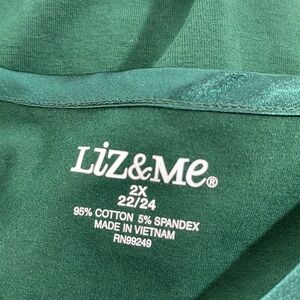 Liz&Me®
2X
22/24
95% COTTON 5% SPANDEX
MADE IN VIETNAM
RN99249